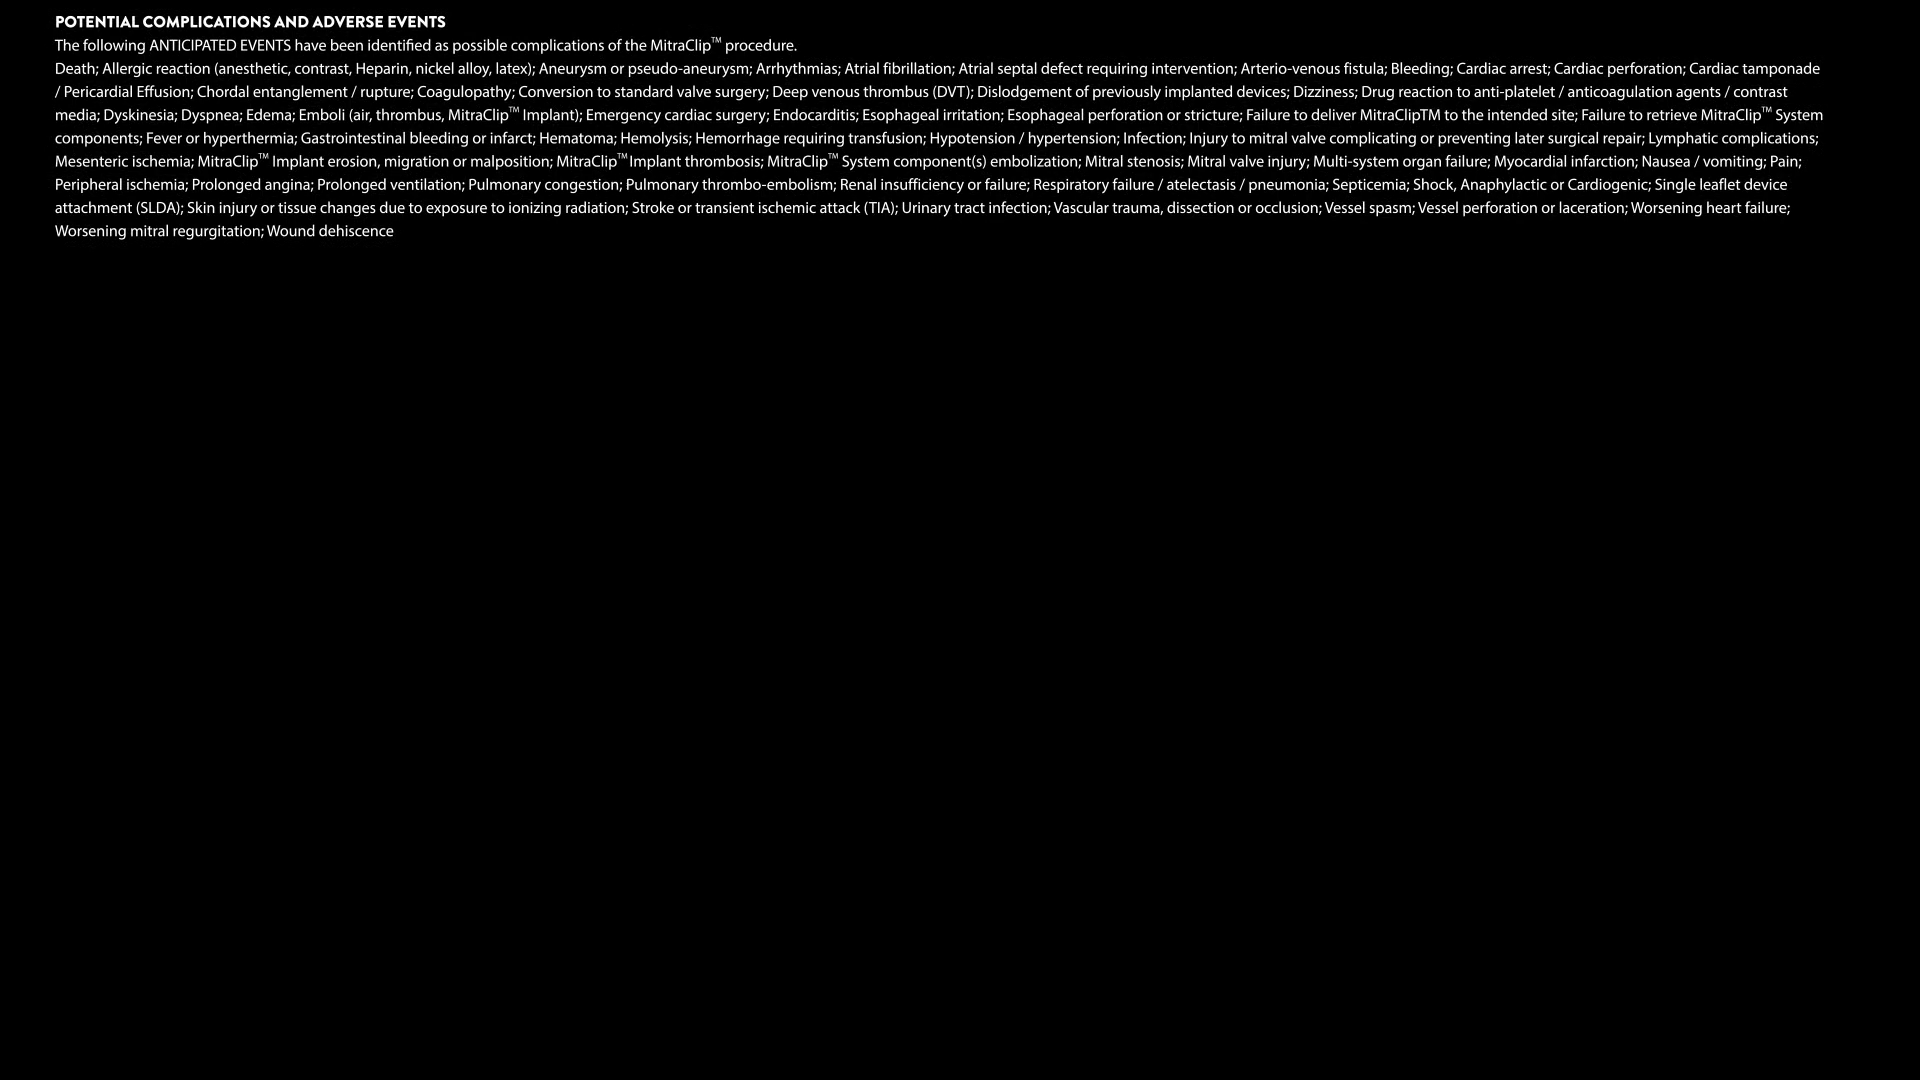 POTENTIAL COMPLICATIONS AND ADVERSE EVENTS
The following ANTICIPATED EVENTS have been identified as possible complications of the MitraClip™ procedure.
Death; Allergic reaction (anesthetic, contrast, Heparin, nickel alloy, latex); Aneurysm or pseudo-aneurysm; Arrhythmias; Atrial fibrillation; Atrial septal defect requiring intervention; Arterio-venous fistula; Bleeding; Cardiac arrest; Cardiac perforation; Cardiac tamponade
/ Pericardial Effusion; Chordal entanglement / rupture; Coagulopathy; Conversion to standard valve surgery; Deep venous thrombus (DVT); Dislodgement of previously implanted devices; Dizziness; Drug reaction to anti-platelet / anticoagulation agents / contrast
media; Dyskinesia; Dyspnea; Edema; Emboli (air, thrombus, MitraClip™ Implant); Emergency cardiac surgery; Endocarditis; Esophageal irritation; Esophageal perforation or stricture; Failure to deliver MitraClipTM to the intended site; Failure to retrieve MitraClip™ System
components; Fever or hyperthermia; Gastrointestinal bleeding or infarct; Hematoma; Hemolysis; Hemorrhage requiring transfusion; Hypotension / hypertension; Infection; Injury to mitral valve complicating or preventing later surgical repair; Lymphatic complications;
Mesenteric ischemia; MitraClip™ Implant erosion, migration or malposition; MitraClip™ Implant thrombosis; MitraClip™ System component(s) embolization; Mitral stenosis; Mitral valve injury; Multi-system organ failure; Myocardial infarction; Nausea / vomiting; Pain;
Peripheral ischemia; Prolonged angina; Prolonged ventilation; Pulmonary congestion; Pulmonary thrombo-embolism; Renal insufficiency or failure; Respiratory failure / atelectasis / pneumonia; Septicemia; Shock, Anaphylactic or Cardiogenic; Single leaflet device
attachment (SLDA); Skin injury or tissue changes due to exposure to ionizing radiation; Stroke or transient ischemic attack (TIA); Urinary tract infection; Vascular trauma, dissection or occlusion; Vessel spasm; Vessel perforation or laceration; Worsening heart failure;
Worsening mitral regurgitation; Wound dehiscence